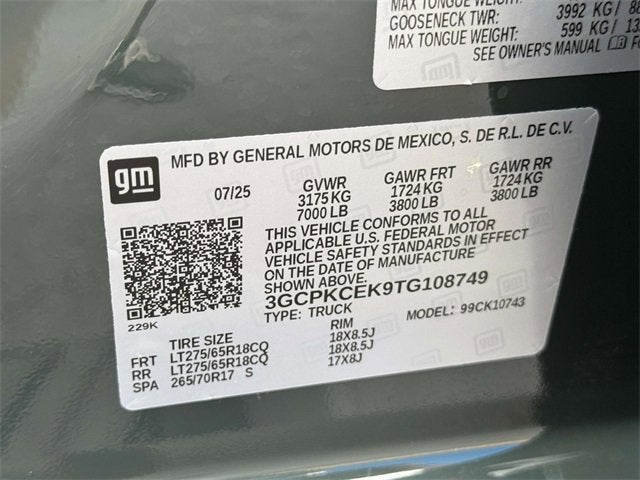 MAX TONGUE WEIGHT:
GOOSENECK TWR: 3992 KG/ 88
MAX TONGUE WEIGHT: 599 KG/ 13
SEE OWNER'S MANUAL FO
gm
MFD BY GENERAL MOTORS DE MEXICO, S. DE R.L. DE C.V.
07/25 GVWR GAWR FRT GAWR RR
3175 KG 1724 KG 1724 KG
7000 LB 3800 LB 3800 LB
THIS VEHICLE CONFORMS TO ALL
APPLICABLE U.S. FEDERAL MOTOR
VEHICLE SAFETY STANDARDS IN EFFECT
ON THE DATE OF MANUFACTURE
SHOWN ABOVE.
3GCPKCEK9TG108749
TYPE: TRUCK MODEL: 99CK10743
229K
TIRE SIZE RIM
FRT LT275/65R18CQ 18X8.5J
RR LT275/65R18CQ 18X8.5J
SPA 265/70R17 S 17X8J